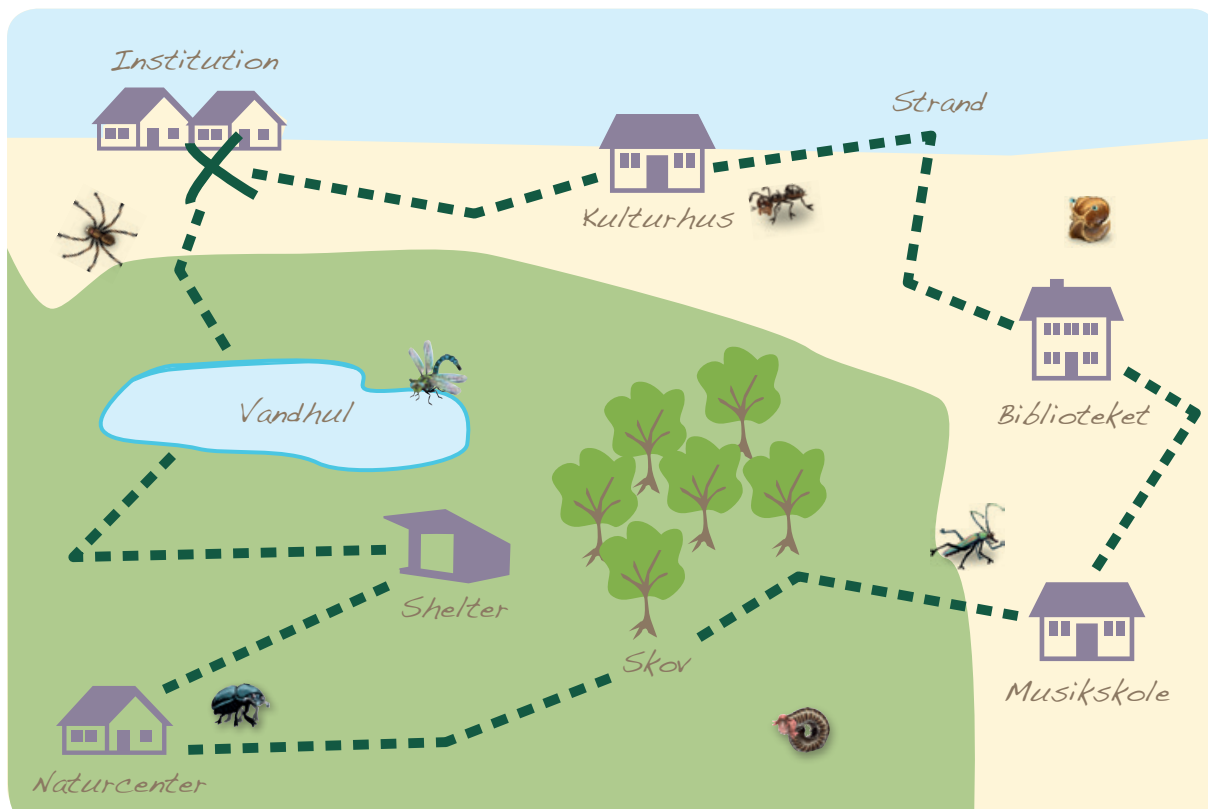 Institution
Strand
Kulturhus
Vandhul
Biblioteket
Shelter
Skov
Musikskole
Naturcenter